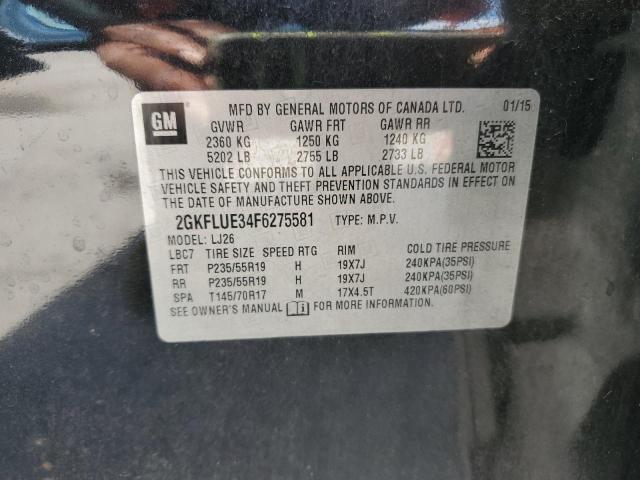 GM
MFD BY GENERAL MOTORS OF CANADA LTD. 01/15
GVWR GAWR FRT GAWR RR
2360 KG 1250 KG 1240 KG
5202 LB 2755 LB 2733 LB
THIS VEHICLE CONFORMS TO ALL APPLICABLE U.S. FEDERAL MOTOR
VEHICLE SAFETY AND THEFT PREVENTION STANDARDS IN EFFECT ON
THE DATE OF MANUFACTURE SHOWN ABOVE.
2GKFLUE34F6275581 TYPE: M.P.V.
MODEL: LJ26
LBC7 TIRE SIZE SPEED RTG RIM COLD TIRE PRESSURE
FRT P235/55R19 H 19X7J 240KPA(35PSI)
RR P235/55R19 H 19X7J 240KPA(35PSI)
SPA T145/70R17 M 17X4.5T 420KPA(60PSI)
SEE OWNER'S MANUAL FOR MORE INFORMATION.